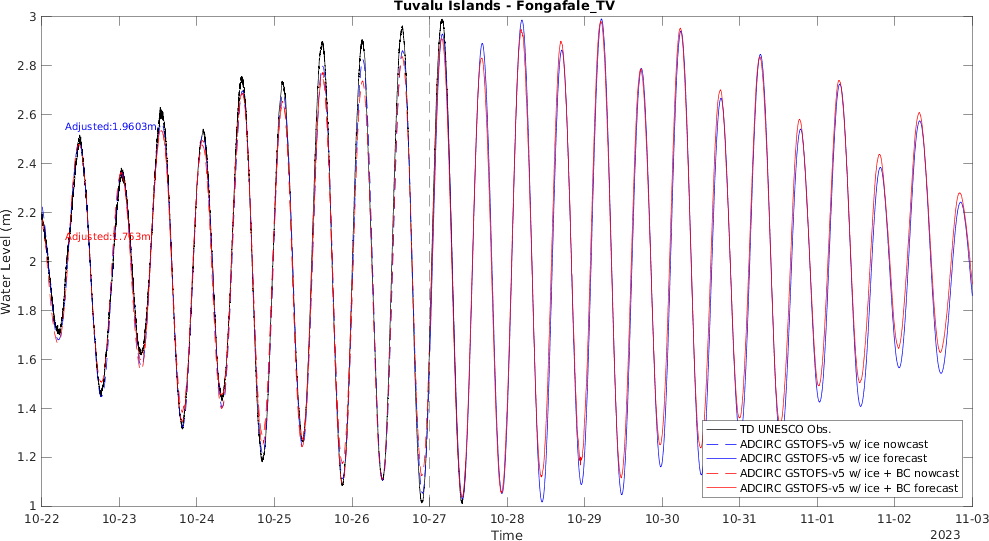 Tuvalu Islands - Fongafale_TV
3
2.8
2.6
2.4
2.2
2
1.8
1.6
1.4
1.2
1
Water Level (m)
Adjusted:1.9603m
Adjusted:1.763m
TD UNESCO Obs.
ADCIRC GSTOFS-v5 w/ ice nowcast
ADCIRC GSTOFS-v5 w/ ice forecast
ADCIRC GSTOFS-v5 w/ ice + BC nowcast
ADCIRC GSTOFS-v5 w/ ice + BC forecast
10-22 10-23 10-24 10-25 10-26 10-27 10-28 10-29 10-30 10-31 11-01 11-02 11-03
2023
Time